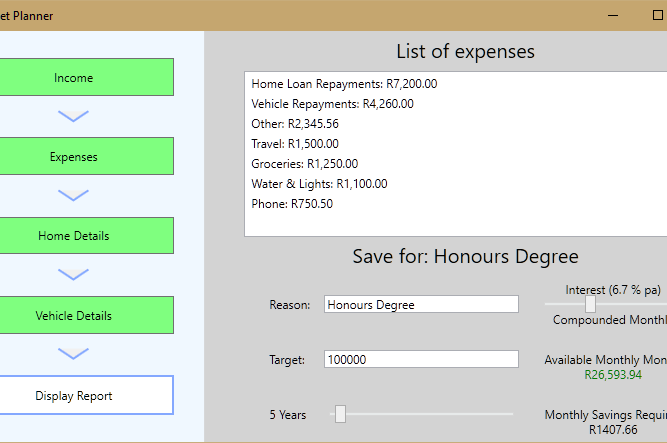 et Planner
Income
Expenses
Home Details
Vehicle Details
Display Report
List of expenses
Home Loan Repayments: R7,200.00
Vehicle Repayments: R4,260.00
Other: R2,345.56
Travel: R1,500.00
Groceries: R1,250.00
Water & Lights: R1,100.00
Phone: R750.50
Save for: Honours Degree
Reason: Honours Degree
Interest (6.7 % pa)
Compounded Monthl
Target: 100000
Available Monthly Mon
R26,593.94
5 Years
Monthly Savings Requi
R1407.66